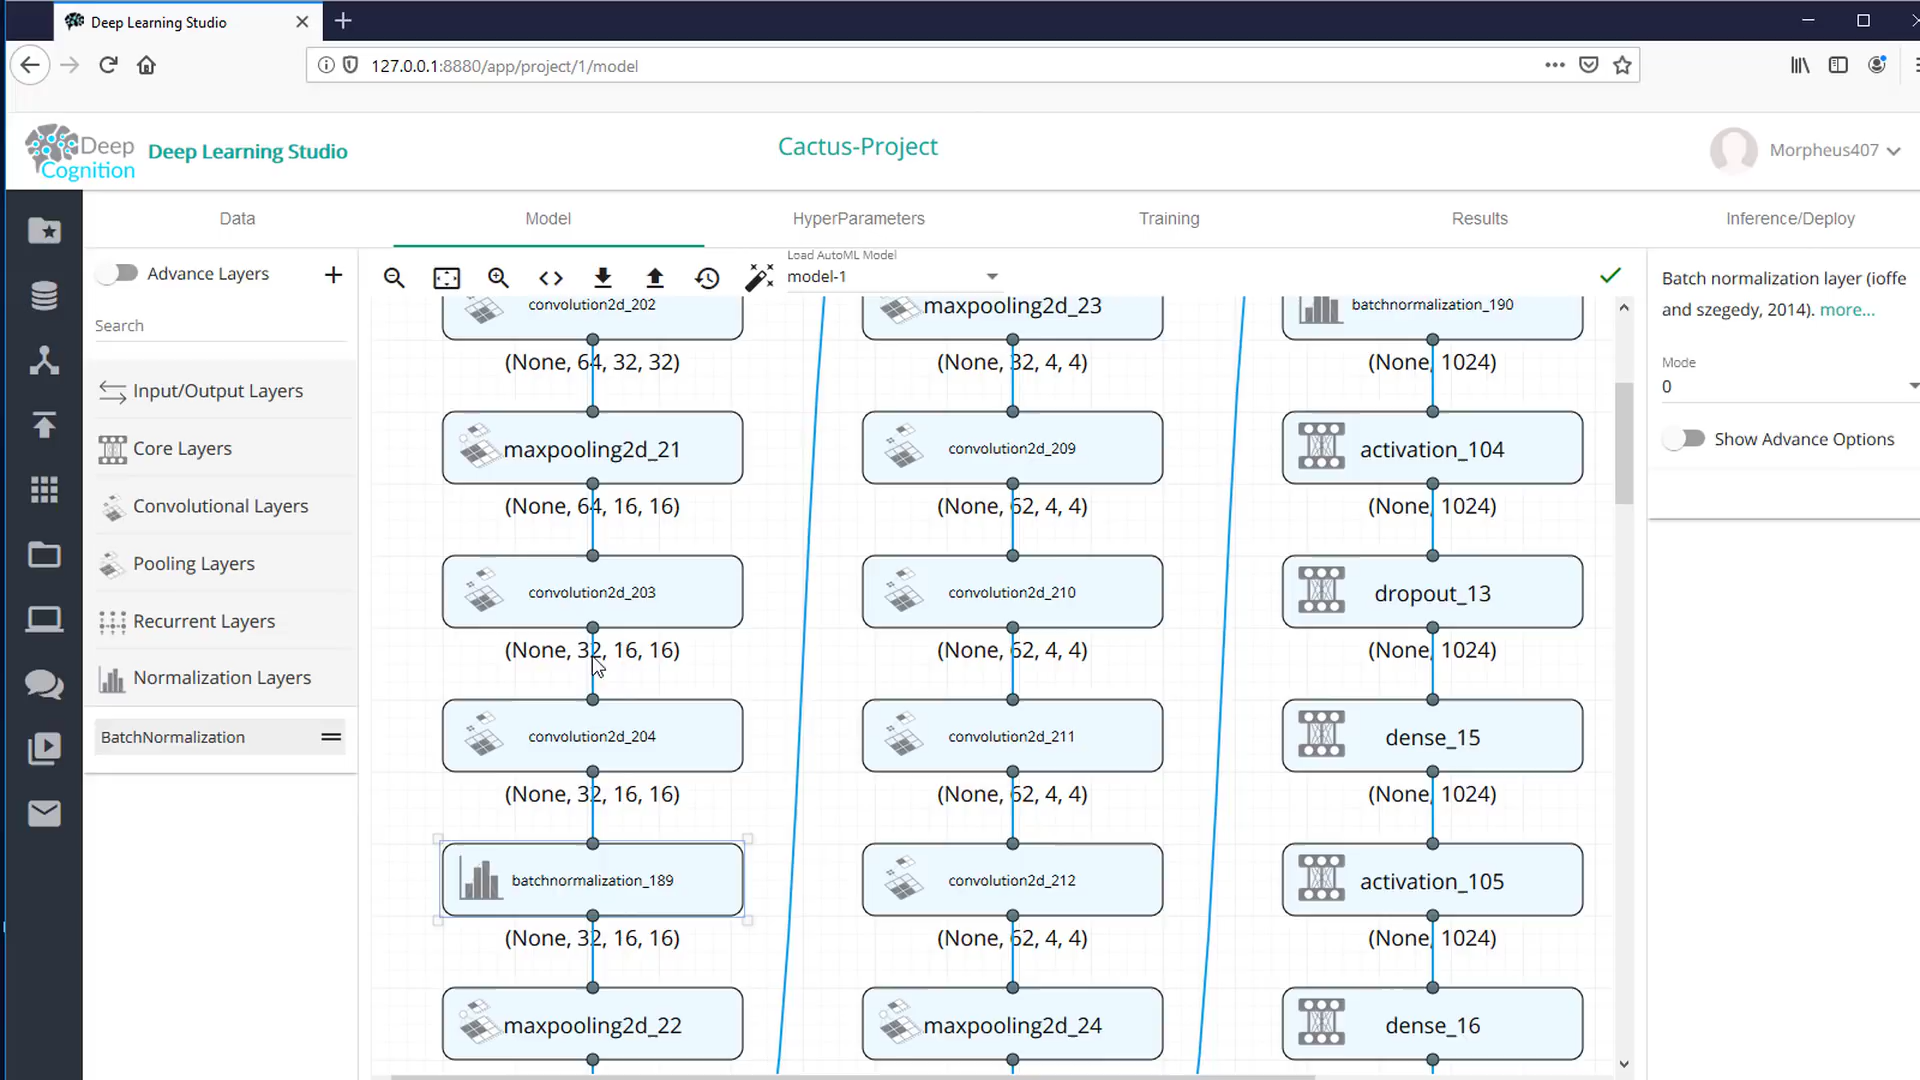 Deep Learning Studio
127.0.0.1:8880/app/project/1/model
Deep
Cognition
Deep Learning Studio
Cactus-Project
Morpheus407
Data
Model
HyperParameters
Training
Results
Inference/Deploy
Advance Layers
Search
Input/Output Layers
Core Layers
Convolutional Layers
Pooling Layers
Recurrent Layers
Normalization Layers
BatchNormalization
Load AutoML Model
model-1
convolution2d_202
(None, 64, 32, 32)
maxpooling2d_21
(None, 64, 16, 16)
convolution2d_203
(None, 32, 16, 16)
convolution2d_204
(None, 32, 16, 16)
batchnormalization_189
(None, 32, 16, 16)
maxpooling2d_22
maxpooling2d_23
(None, 32, 4, 4)
convolution2d_209
(None, 62, 4, 4)
convolution2d_210
(None, 62, 4, 4)
convolution2d_211
(None, 62, 4, 4)
convolution2d_212
(None, 62, 4, 4)
maxpooling2d_24
batchnormalization_190
(None, 1024)
activation_104
(None, 1024)
dropout_13
(None, 1024)
dense_15
(None, 1024)
activation_105
(None, 1024)
dense_16
Batch normalization layer (ioffe
and szegedy, 2014). more...
Mode
0
Show Advance Options